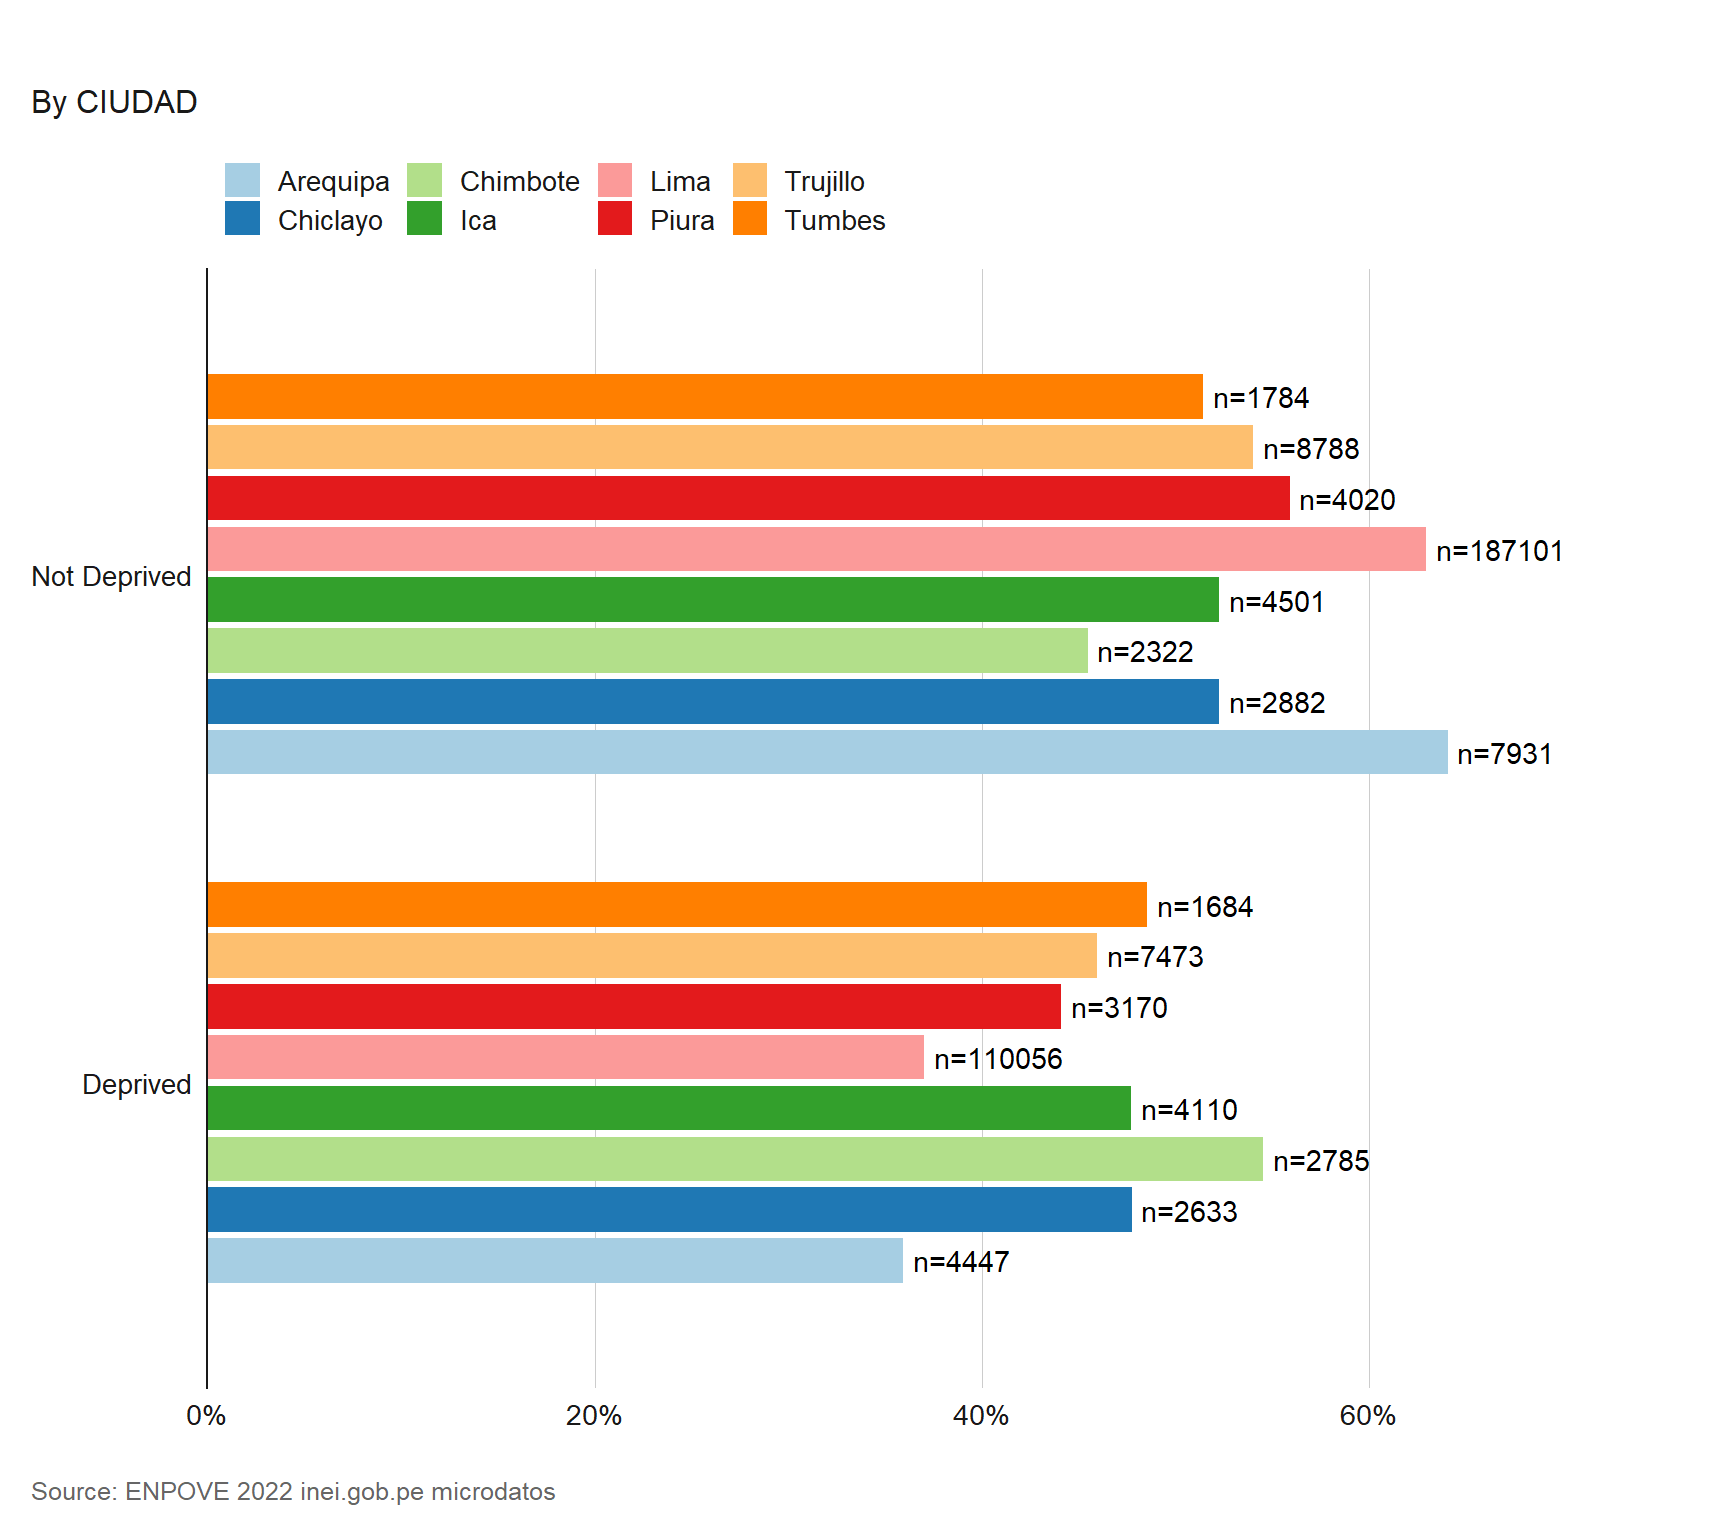 By CIUDAD
Arequipa Chimbote Lima Trujillo
Chiclayo Ica Piura Tumbes
n=1784
n=8788
n=4020
n=187101
Not Deprived
n=4501
n=2322
n=2882
n=7931
n=1684
n=7473
n=3170
n=110056
Deprived
n=4110
n=2785
n=2633
n=4447
0% 20% 40% 60%
Source: ENPOVE 2022 inei.gob.pe microdatos